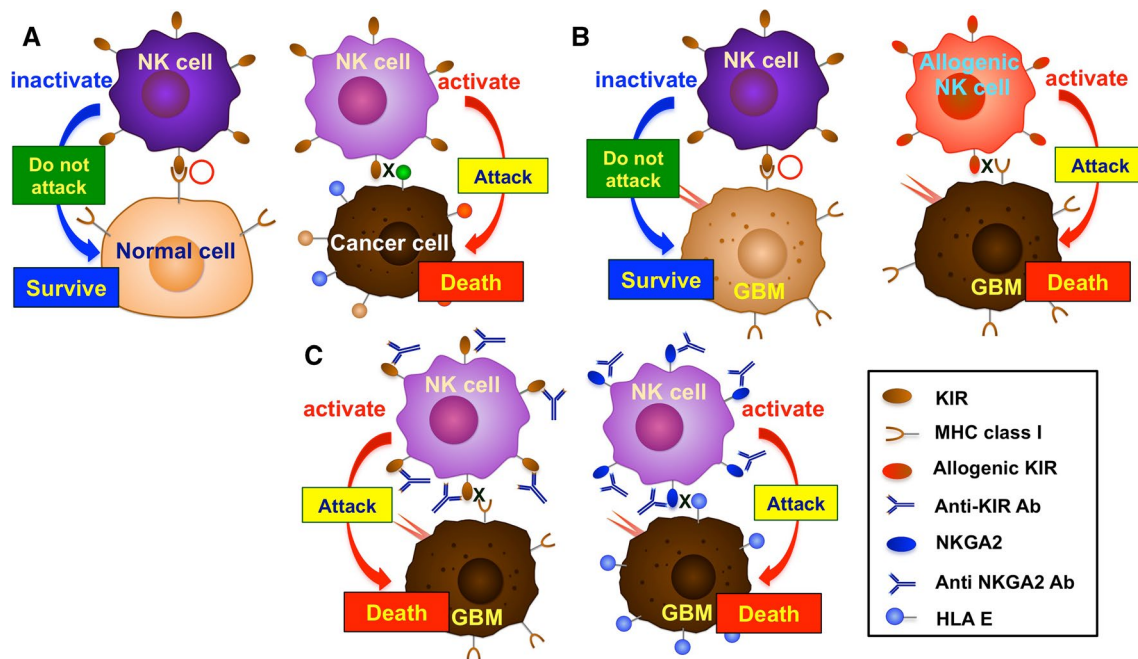 A
NK cell
inactivate
Do not
attack
Normal cell
Survive
NK cell
activate
X
Attack
Cancer cell
Death
B
NK cell
inactivate
Do not
attack
Survive
GBM
Allogenic
NK cell
activate
X
Attack
GBM
Death
C
NK cell
activate
Attack
X
Death
GBM
NK cell
activate
X
Attack
GBM
Death
KIR
MHC class I
Allogenic KIR
Anti-KIR Ab
NKGA2
Anti NKGA2 Ab
HLA E